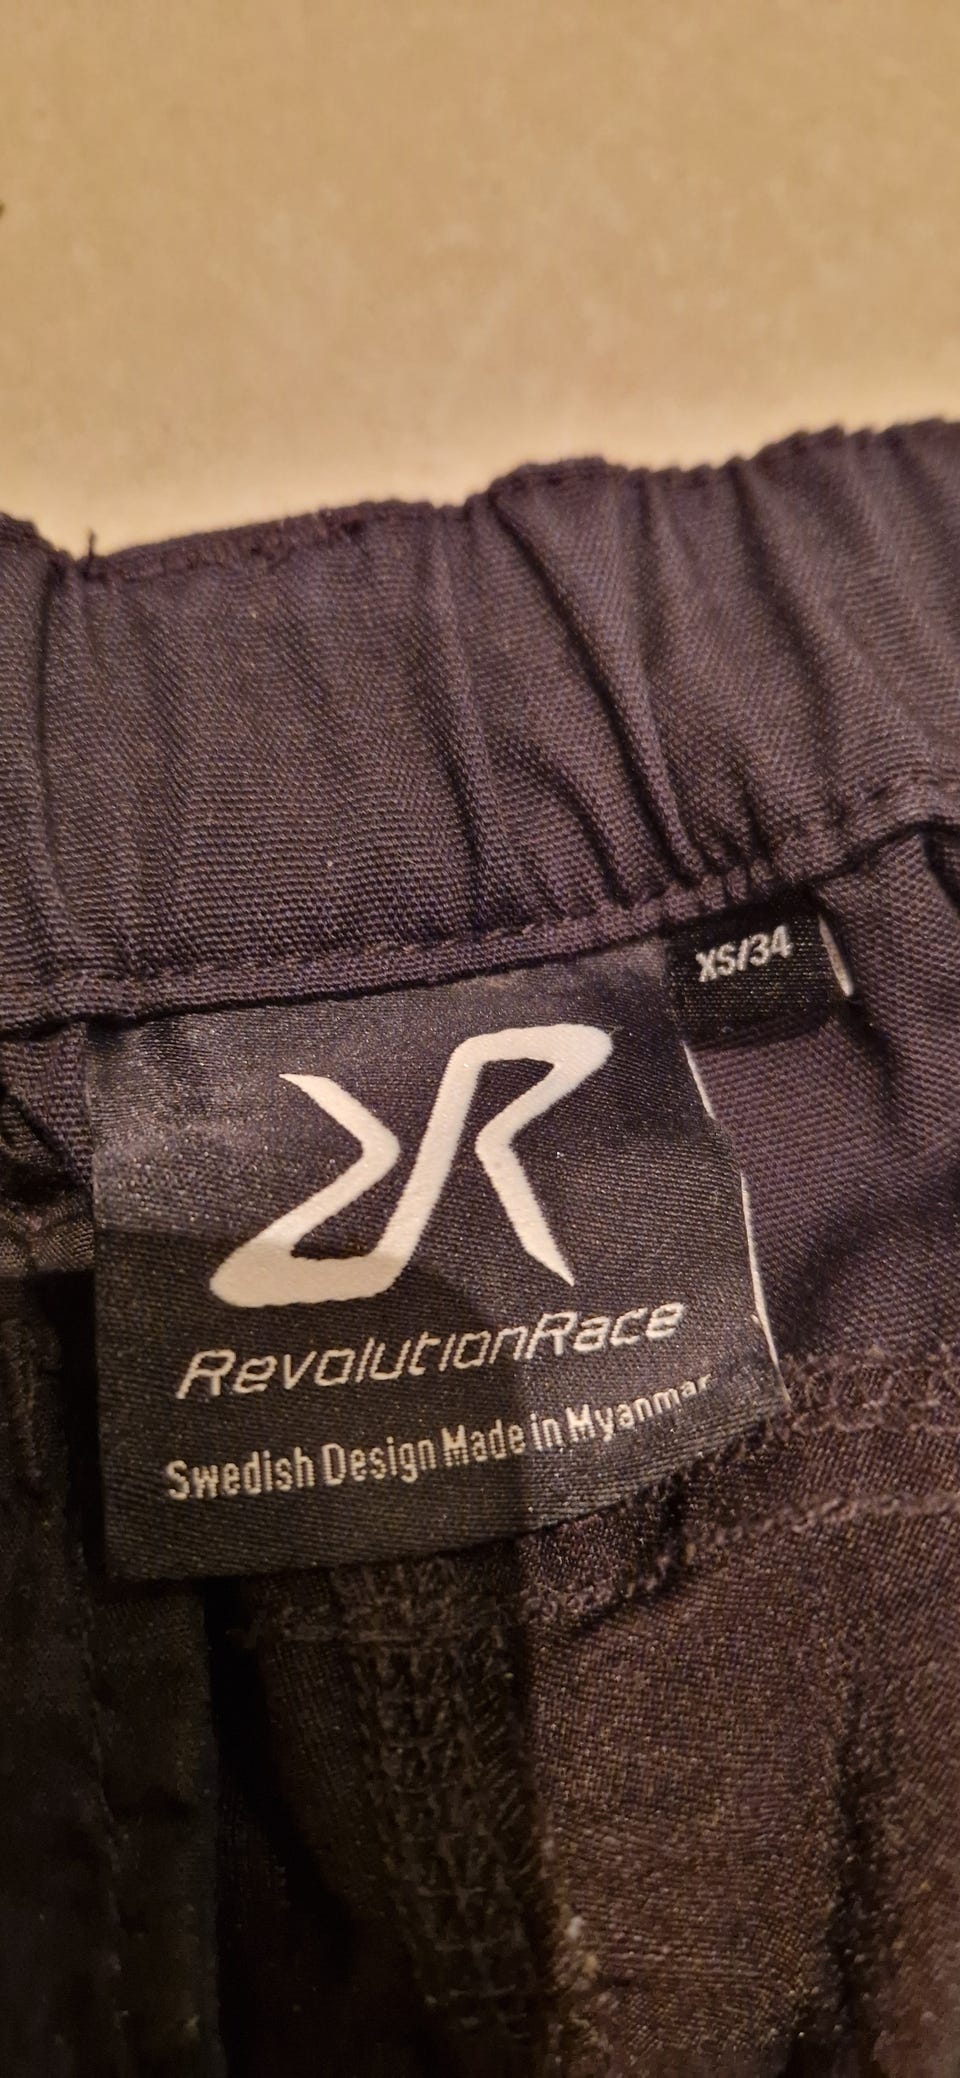 XS/34
RevolutionRace
Swedish Design Made in Myanmar